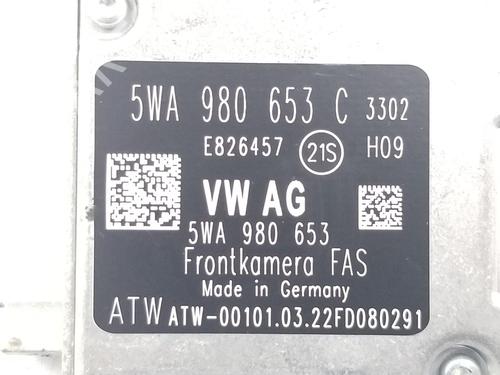 5WA 980 653 C 3302
E826457 21S H09
VW AG
5WA 980 653
Frontkamera FAS
Made in Germany
ATW ATW-00101.03.22FD080291